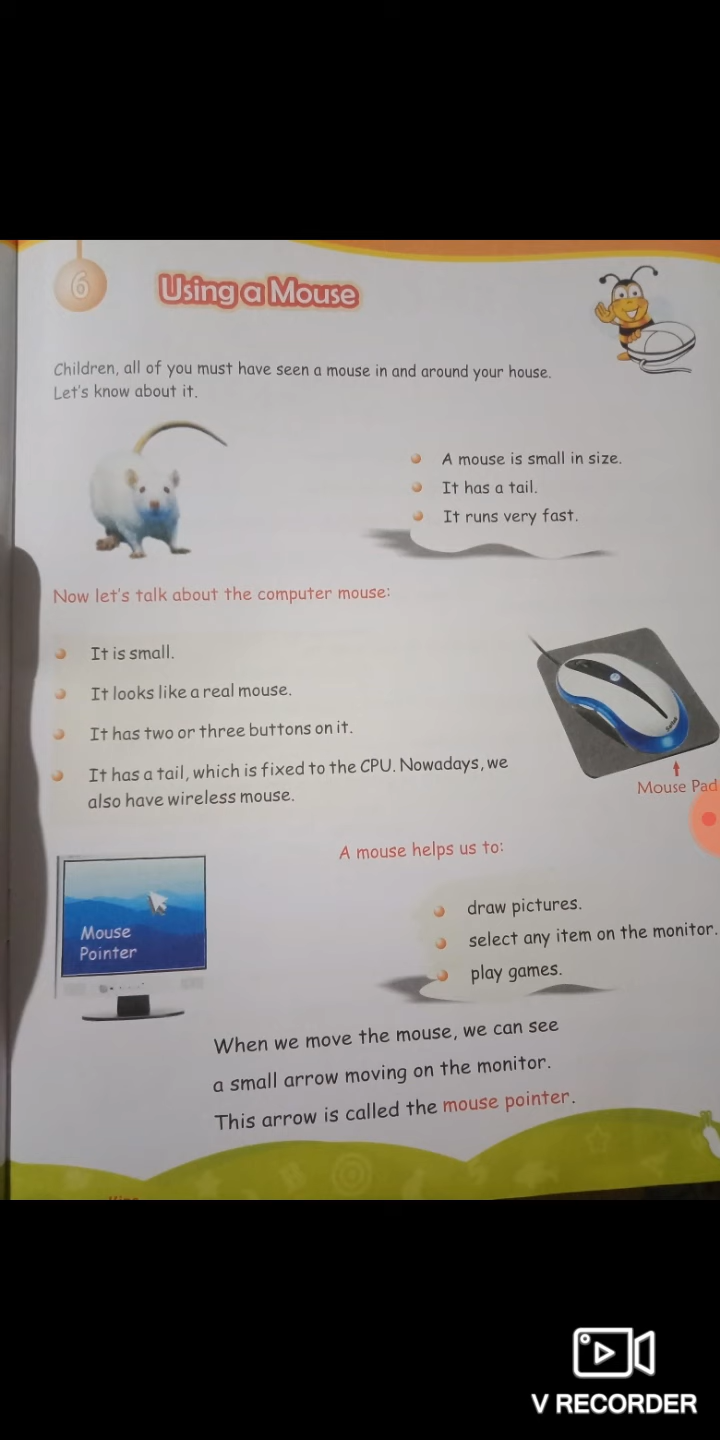 6
Using a Mouse
Children, all of you must have seen a mouse in and around your house.
Let's know about it.
A mouse is small in size.
It has a tail.
It runs very fast.
Now let's talk about the computer mouse:
It is small.
It looks like a real mouse.
It has two or three buttons on it.
It has a tail, which is fixed to the CPU. Nowadays, we
also have wireless mouse.
Mouse Pad
A mouse helps us to:
Mouse
Pointer
draw pictures.
select any item on the monitor.
play games.
When we move the mouse, we can see
a small arrow moving on the monitor.
This arrow is called the mouse pointer.
V RECORDER